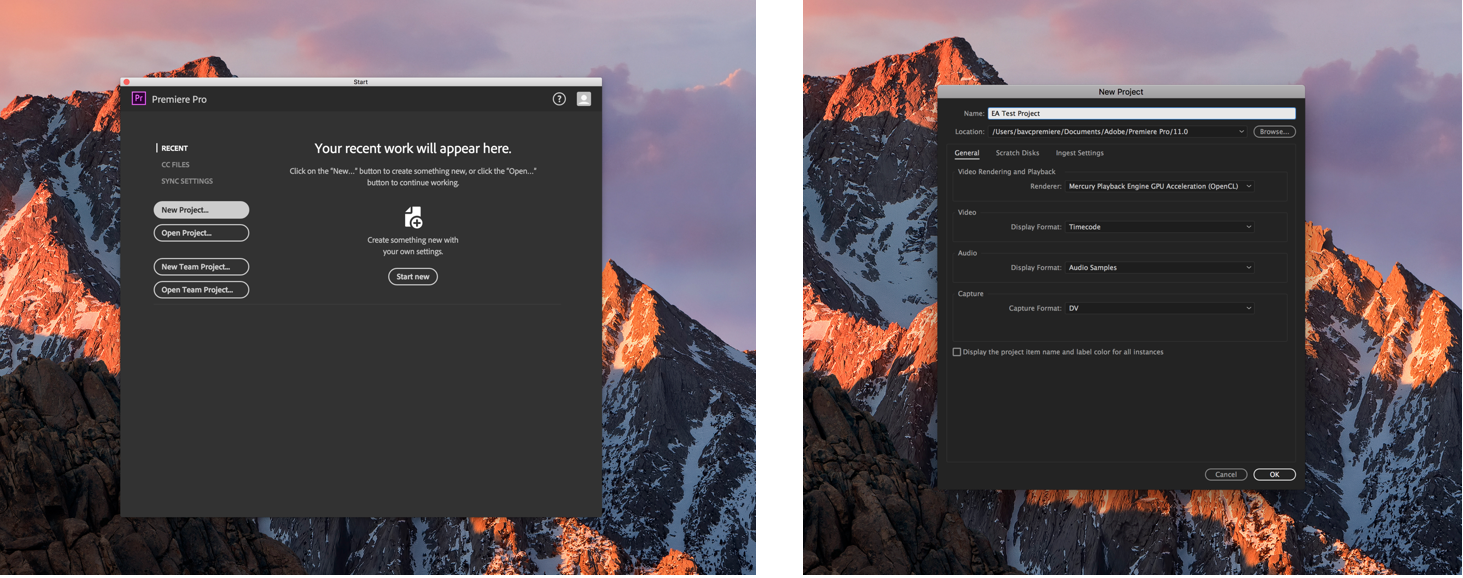 Start
Pr Premiere Pro
?
RECENT
CC FILES
SYNC SETTINGS
New Project...
Open Project...
New Team Project...
Open Team Project...
Your recent work will appear here.
Click on the "New..." button to create something new, or click the "Open..."
button to continue working.
Create something new with
your own settings.
Start new
New Project
Name: EA Test Project
Location: /Users/bavcpremiere/Documents/Adobe/Premiere Pro/11.0 Browse...
General Scratch Disks Ingest Settings
Video Rendering and Playback
Renderer: Mercury Playback Engine GPU Acceleration (OpenCL)
Video
Display Format: Timecode
Audio
Display Format: Audio Samples
Capture
Capture Format: DV
Display the project item name and label color for all instances
Cancel OK